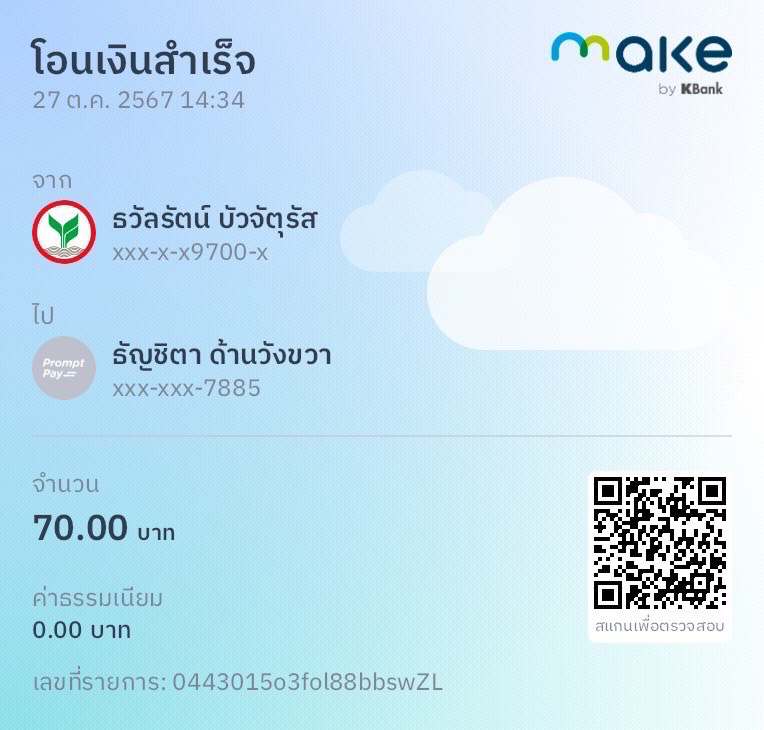 โอนเงินสำเร็จ
27 ต.ค. 2567 14:34
make
by KBank
จาก
ธวัลรัตน์ บัวจัตุรัส
xxx-x-x9700-x
ไป
Prompt
Pay
ธัญชิตา ด้านวังขวา
xxx-xxx-7885
จำนวน
70.00 บาท
ค่าธรรมเนียม
0.00 บาท
สแกนเพื่อตรวจสอบ
เลขที่รายการ: 0443015o3fol88bbswZL